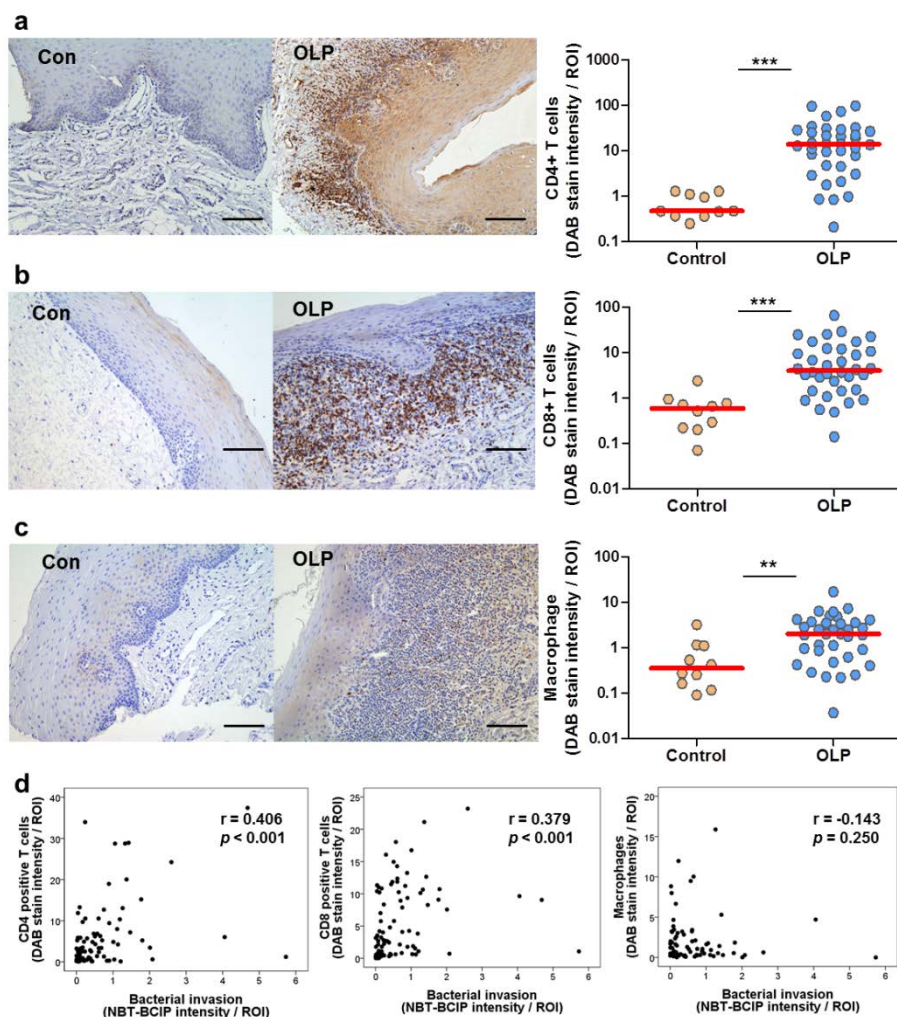 a
Con
OLP
CD4+ T cells
(DAB stain intensity / ROI)
1000
100
10
1
0.1
***
Control
OLP
b
Con
OLP
CD8+ T cells
(DAB stain intensity / ROI)
100
10
1
0.1
0.01
***
Control
OLP
c
Con
OLP
Macrophage
(DAB stain intensity / ROI)
100
10
1
0.1
0.01
**
Control
OLP
d
CD4 positive T cells
(DAB stain intensity / ROI)
40
30
20
10
0
r = 0.406
p < 0.001
0 1 2 3 4 5 6
Bacterial invasion
(NBT-BCIP intensity / ROI)
CD8 positive T cells
(DAB stain intensity / ROI)
25
20
15
10
5
0
r = 0.379
p < 0.001
0 1 2 3 4 5 6
Bacterial invasion
(NBT-BCIP intensity / ROI)
Macrophages
(DAB stain intensity / ROI)
20
15
10
5
0
r = -0.143
p = 0.250
0 1 2 3 4 5 6
Bacterial invasion
(NBT-BCIP intensity / ROI)